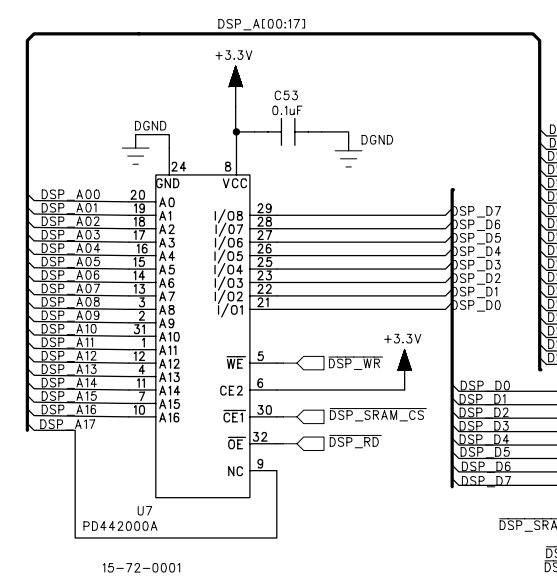 DSP_A[00:17]
+3.3V
C53
0.1uF
DGND
DGND
24 8
GND VCC
DSP_A00 20 A0
DSP_A01 19 A1
DSP_A02 18 A2
DSP_A03 17 A3
DSP_A04 16 A4
DSP_A05 15 A5
DSP_A06 14 A6
DSP_A07 13 A7
DSP_A08 3 A8
DSP_A09 2 A9
DSP_A10 31 A10
DSP_A11 1 A11
DSP_A12 12 A12
DSP_A13 4 A13
DSP_A14 11 A14
DSP_A15 7 A15
DSP_A16 10 A16
DSP_A17
I/O8 29 DSP_D7
I/O7 28 DSP_D6
I/O6 27 DSP_D5
I/O5 26 DSP_D4
I/O4 25 DSP_D3
I/O3 23 DSP_D2
I/O2 22 DSP_D1
I/O1 21 DSP_D0
WE 5 DSP_WR
+3.3V
CE2 6
CE1 30 DSP_SRAM_CS
OE 32 DSP_RD
NC 9
DSP_D0
DSP_D1
DSP_D2
DSP_D3
DSP_D4
DSP_D5
DSP_D6
DSP_D7
U7
PD442000A
15-72-0001
DSP_SRA